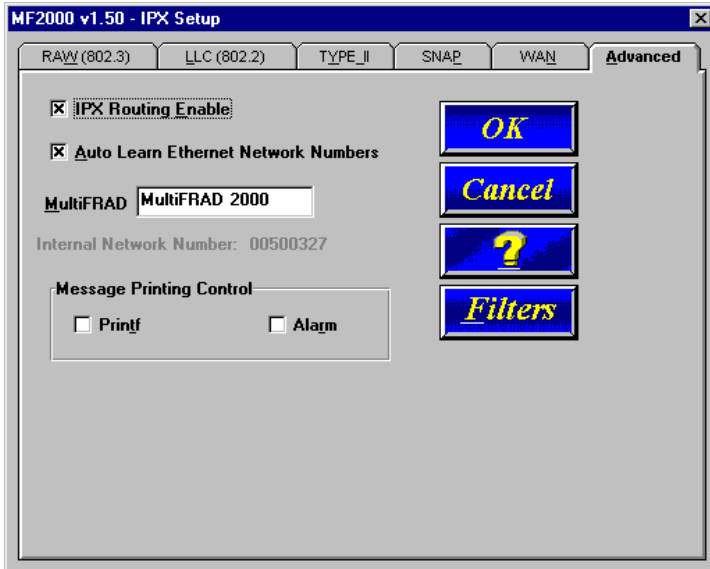 MF2000 v1.50 - IPX Setup
RAW (802.3) LLC (802.2) TYPE_II SNAP WAN Advanced
IPX Routing Enable
OK
Auto Learn Ethernet Network Numbers
Cancel
MultiFRAD MultiFRAD 2000
Internal Network Number: 00500327
?
Message Printing Control
Printf Alarm
Filters